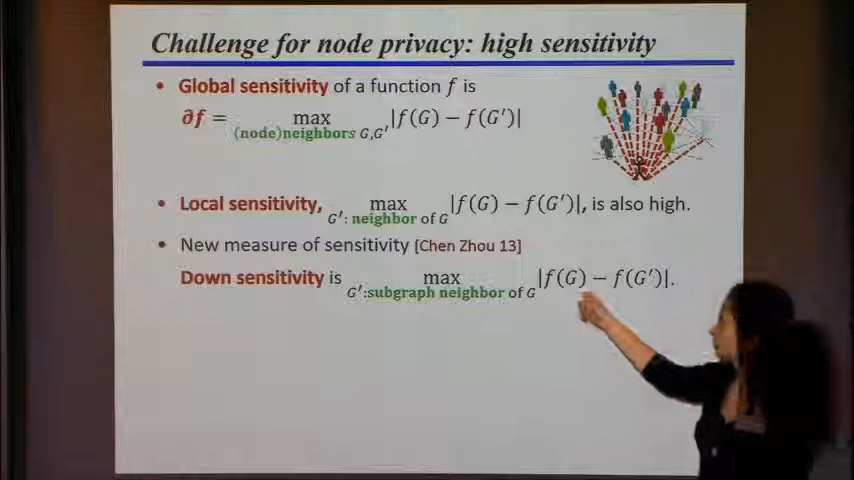 Challenge for node privacy: high sensitivity
• Global sensitivity of a function f is
∂f = max |f(G) − f(G′)|
(node)neighbors G,G′
• Local sensitivity, max |f(G) − f(G′)|, is also high.
G′: neighbor of G
• New measure of sensitivity [Chen Zhou 13]
Down sensitivity is max |f(G) − f(G′)|.
G′:subgraph neighbor of G